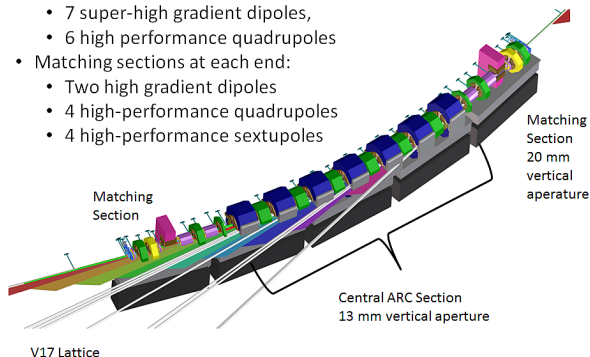 • 7 super-high gradient dipoles,
• 6 high performance quadrupoles
• Matching sections at each end:
• Two high gradient dipoles
• 4 high-performance quadrupoles
• 4 high-performance sextupoles
Matching
Section
20 mm
vertical
aperature
Matching
Section
Central ARC Section
13 mm vertical aperture
V17 Lattice